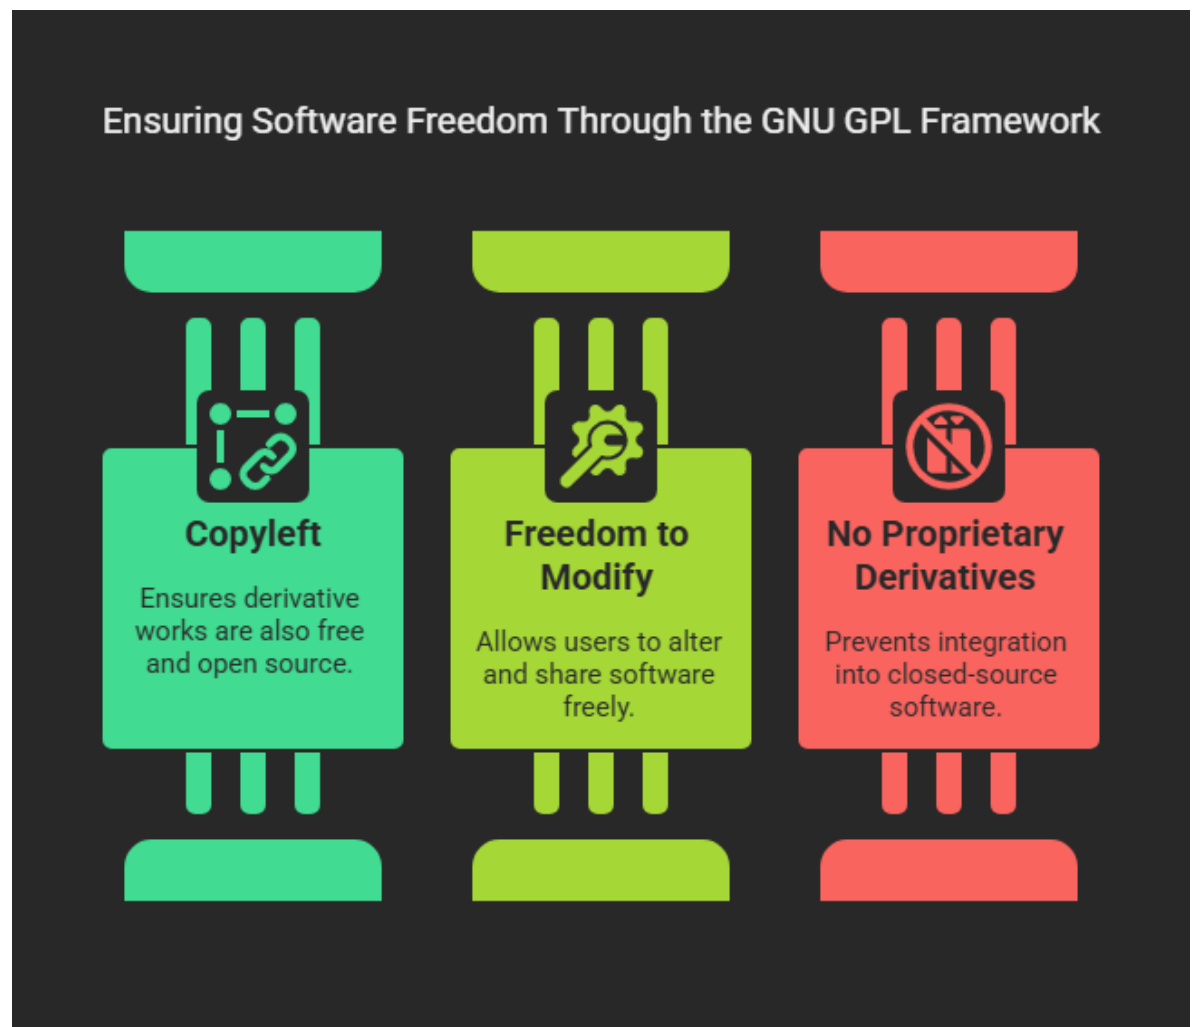 Ensuring Software Freedom Through the GNU GPL Framework
Copyleft
Ensures derivative
works are also free
and open source.
Freedom to
Modify
Allows users to alter
and share software
freely.
No Proprietary
Derivatives
Prevents integration
into closed-source
software.